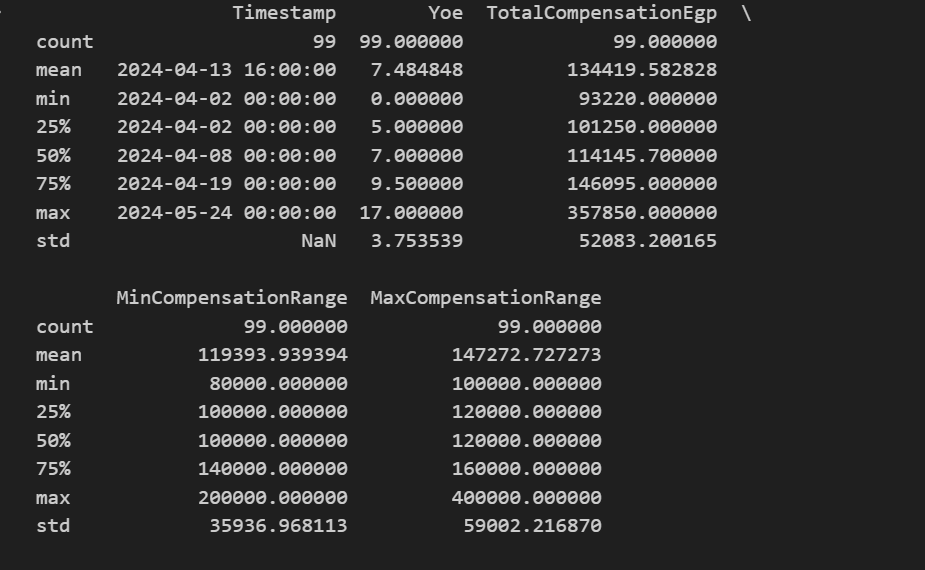 Timestamp Yoe TotalCompensationEgp \
count 99 99.000000 99.000000
mean 2024-04-13 16:00:00 7.484848 134419.582828
min 2024-04-02 00:00:00 0.000000 93220.000000
25% 2024-04-02 00:00:00 5.000000 101250.000000
50% 2024-04-08 00:00:00 7.000000 114145.700000
75% 2024-04-19 00:00:00 9.500000 146095.000000
max 2024-05-24 00:00:00 17.000000 357850.000000
std NaN 3.753539 52083.200165
MinCompensationRange MaxCompensationRange
count 99.000000 99.000000
mean 119393.939394 147272.727273
min 80000.000000 100000.000000
25% 100000.000000 120000.000000
50% 100000.000000 120000.000000
75% 140000.000000 160000.000000
max 200000.000000 400000.000000
std 35936.968113 59002.216870